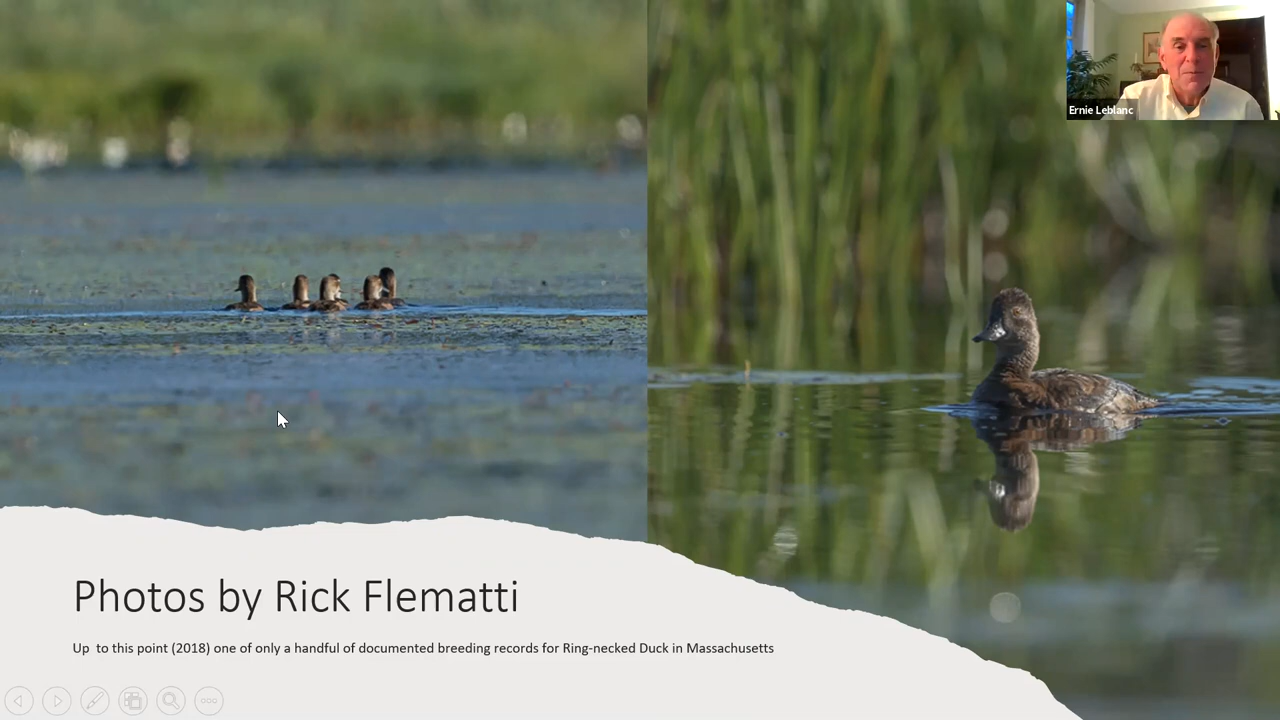 Ernie Leblanc
Photos by Rick Flematti
Up to this point (2018) one of only a handful of documented breeding records for Ring-necked Duck in Massachusetts